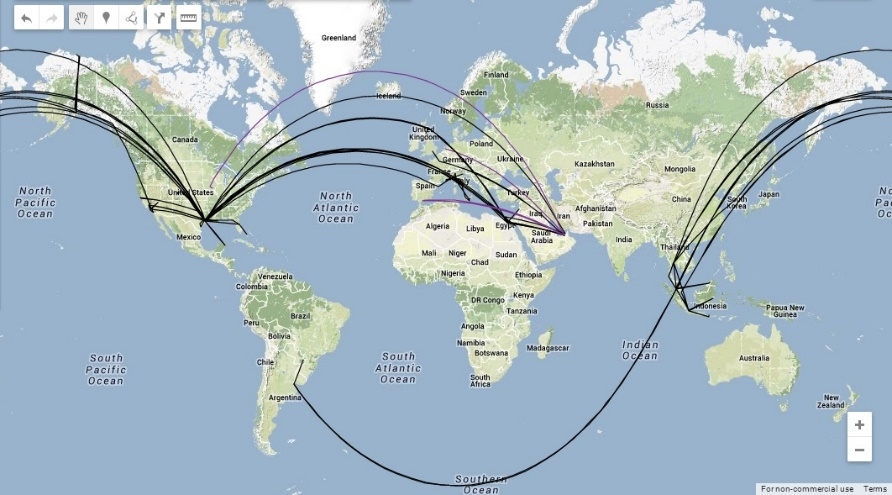 Greenland
Finland
Iceland
Sweden
Norway
Russia
Canada
United
Kingdom
Poland
Germany
Ukraine
Kazakhstan
France
Mongolia
United States
Spain
Turkey
North
Pacific
Ocean
North
Atlantic
Ocean
Iraq
Iran
Afghanistan
Pakistan
China
South
Korea
Japan
Mexico
Algeria
Libya
Egypt
Saudi
Arabia
India
Thailand
Mali
Niger
Chad
Sudan
Venezuela
Colombia
Nigeria
Ethiopia
Kenya
DR Congo
Tanzania
Indonesia
Papua New
Guinea
Peru
Brazil
Bolivia
Angola
Namibia
Botswana
Madagascar
Indian
Ocean
South
Pacific
Ocean
Chile
South
Atlantic
Ocean
South
Africa
Australia
Argentina
New
Zealand
Southern
Ocean
For non-commercial use
Terms